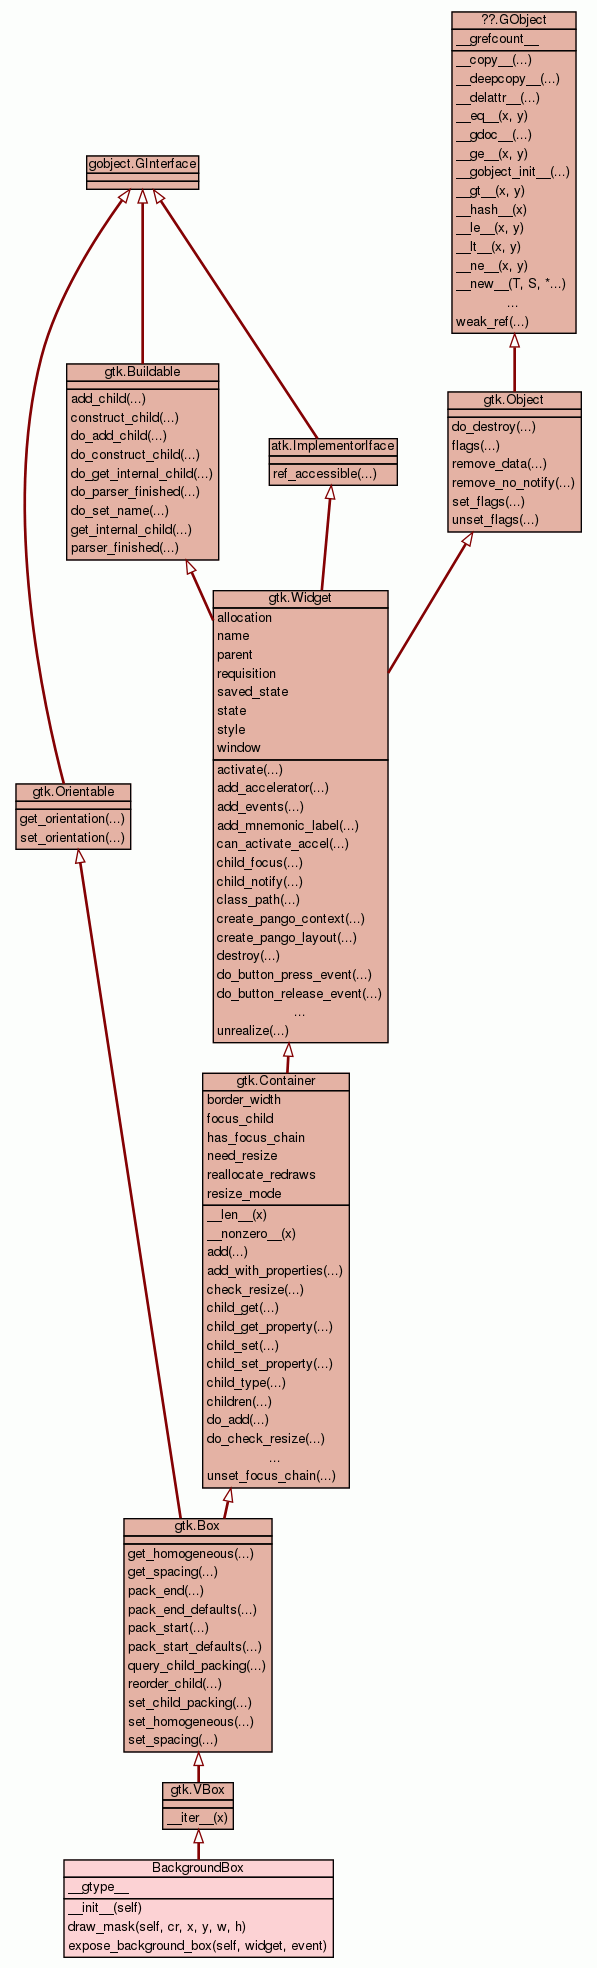 ??.GObject
__grefcount__
__copy__(...)
__deepcopy__(...)
__delattr__(...)
__eq__(x, y)
__gdoc__(...)
__ge__(x, y)
__gobject_init__(...)
__gt__(x, y)
__hash__(x)
__le__(x, y)
__lt__(x, y)
__ne__(x, y)
__new__(T, S, *...)
...
weak_ref(...)
gobject.GInterface
gtk.Buildable
add_child(...)
construct_child(...)
do_add_child(...)
do_construct_child(...)
do_get_internal_child(...)
do_parser_finished(...)
do_set_name(...)
get_internal_child(...)
parser_finished(...)
atk.ImplementorIface
ref_accessible(...)
gtk.Object
do_destroy(...)
flags(...)
remove_data(...)
remove_no_notify(...)
set_flags(...)
unset_flags(...)
gtk.Widget
allocation
name
parent
requisition
saved_state
state
style
window
activate(...)
add_accelerator(...)
add_events(...)
add_mnemonic_label(...)
can_activate_accel(...)
child_focus(...)
child_notify(...)
class_path(...)
create_pango_context(...)
create_pango_layout(...)
destroy(...)
do_button_press_event(...)
do_button_release_event(...)
...
unrealize(...)
gtk.Orientable
get_orientation(...)
set_orientation(...)
gtk.Container
border_width
focus_child
has_focus_chain
need_resize
reallocate_redraws
resize_mode
__len__(x)
__nonzero__(x)
add(...)
add_with_properties(...)
check_resize(...)
child_get(...)
child_get_property(...)
child_set(...)
child_set_property(...)
child_type(...)
children(...)
do_add(...)
do_check_resize(...)
...
unset_focus_chain(...)
gtk.Box
get_homogeneous(...)
get_spacing(...)
pack_end(...)
pack_end_defaults(...)
pack_start(...)
pack_start_defaults(...)
query_child_packing(...)
reorder_child(...)
set_child_packing(...)
set_homogeneous(...)
set_spacing(...)
gtk.VBox
__iter__(x)
BackgroundBox
__gtype__
__init__(self)
draw_mask(self, cr, x, y, w, h)
expose_background_box(self, widget, event)